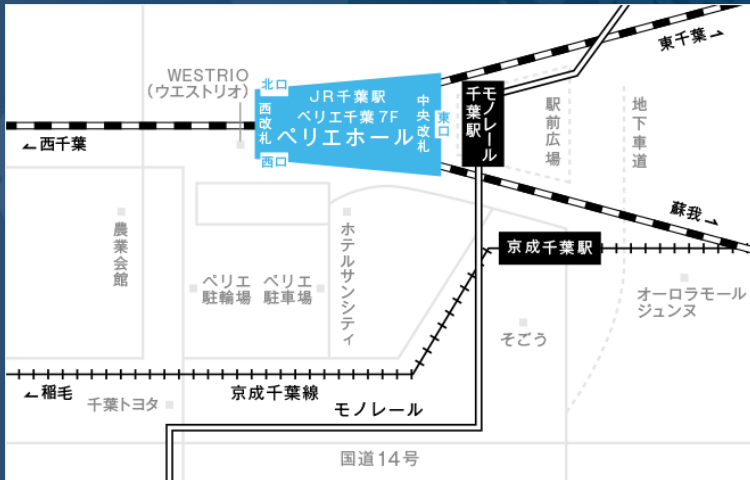 東千葉
WESTRIO
(ウエストリオ)
北口
JR千葉駅
ペリエ千葉7F
ペリエホール
西改札
中央改札
東口
西口
モノレール
千葉駅
駅前広場
地下車道
西千葉
蘇我
農業会館
ペリエ
駐輪場
ペリエ
駐車場
ホテルサンシティ
京成千葉駅
オーロラモール
ジュンヌ
そごう
稲毛
京成千葉線
千葉トヨタ
モノレール
国道14号